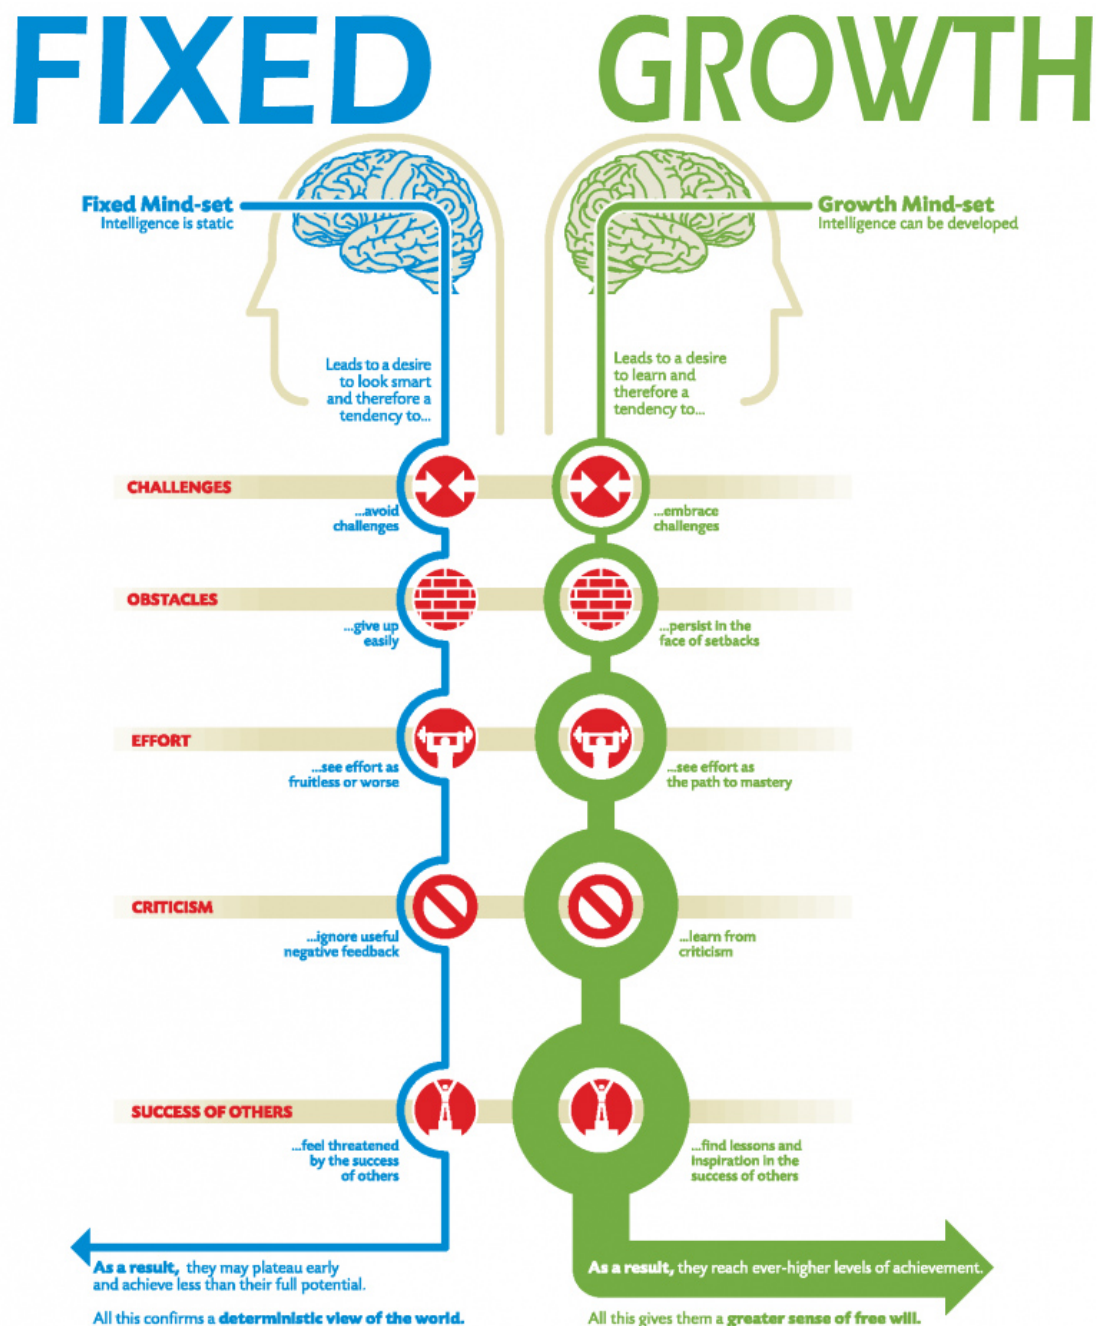 FIXED
GROWTH
Fixed Mind-set
Intelligence is static
Growth Mind-set
Intelligence can be developed
Leads to a desire
to look smart
and therefore a
tendency to...
Leads to a desire
to learn and
therefore a
tendency to...
CHALLENGES
...avoid
challenges
...embrace
challenges
OBSTACLES
...give up
easily
...persist in the
face of setbacks
EFFORT
...see effort as
fruitless or worse
...see effort as
the path to mastery
CRITICISM
...ignore useful
negative feedback
...learn from
criticism
SUCCESS OF OTHERS
...feel threatened
by the success
of others
...find lessons and
inspiration in the
success of others
As a result, they may plateau early
and achieve less than their full potential.
All this confirms a deterministic view of the world.
As a result, they reach ever-higher levels of achievement.
All this gives them a greater sense of free will.